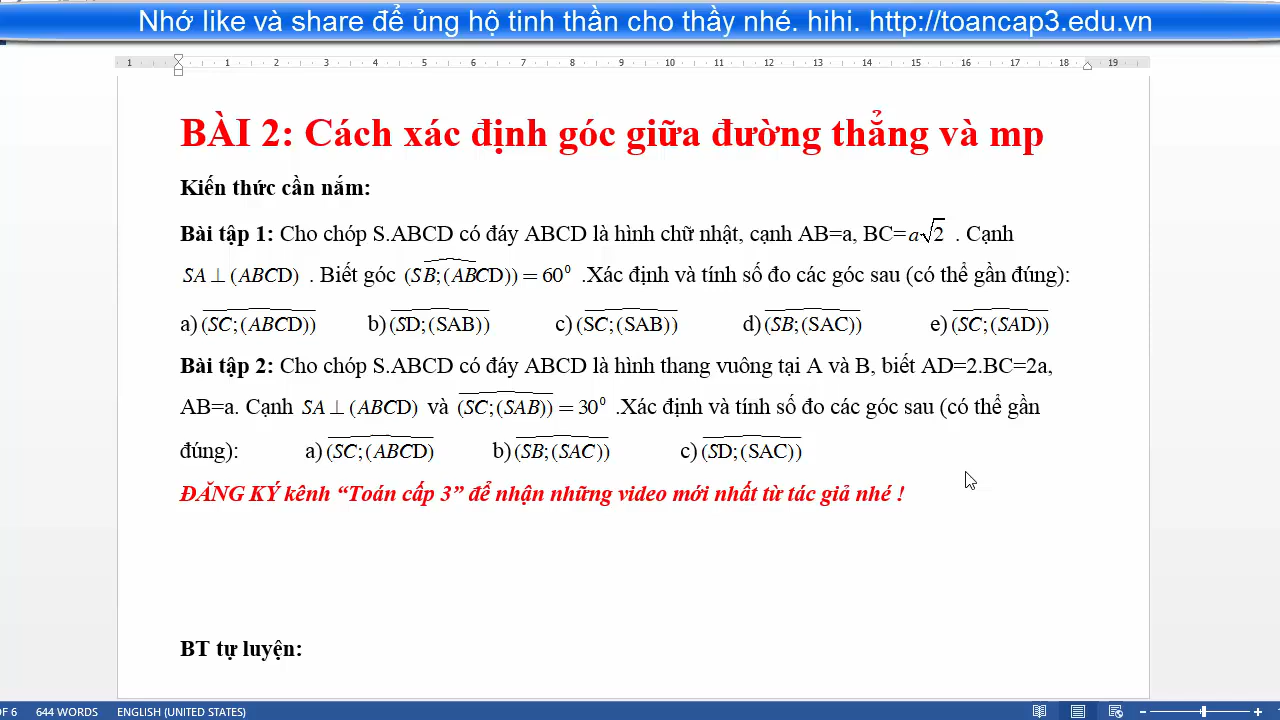 Nhớ like và share để ủng hộ tinh thần cho thầy nhé. hihi. http://toancap3.edu.vn
1 1 2 3 4 5 6 7 8 9 10 11 12 13 14 15 16 17 18 19
BÀI 2: Cách xác định góc giữa đường thẳng và mp
Kiến thức cần nắm:
Bài tập 1: Cho chóp S.ABCD có đáy ABCD là hình chữ nhật, cạnh AB=a, BC=a√2 . Cạnh
SA⊥(ABCD) . Biết góc (SB;(ABCD))=60⁰ .Xác định và tính số đo các góc sau (có thể gần đúng):
a)(SC;(ABCD)) b)(SD;(SAB)) c)(SC;(SAB)) d)(SB;(SAC)) e)(SC;(SAD))
Bài tập 2: Cho chóp S.ABCD có đáy ABCD là hình thang vuông tại A và B, biết AD=2.BC=2a,
AB=a. Cạnh SA⊥(ABCD) và (SC;(SAB))=30⁰ .Xác định và tính số đo các góc sau (có thể gần
đúng): a)(SC;(ABCD) b)(SB;(SAC)) c)(SD;(SAC))
ĐĂNG KÝ kênh “Toán cấp 3” để nhận những video mới nhất từ tác giả nhé !
BT tự luyện:
OF 6 644 WORDS ENGLISH (UNITED STATES)